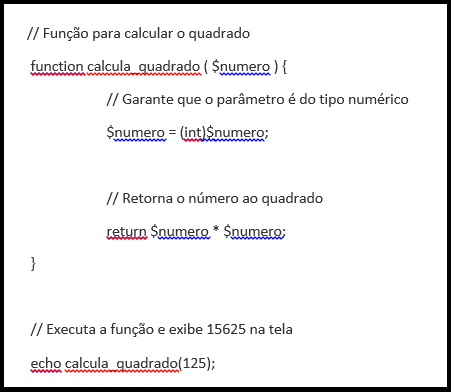 // Função para calcular o quadrado
function calcula_quadrado ( $numero ) {
// Garante que o parâmetro é do tipo numérico
$numero = (int)$numero;
// Retorna o número ao quadrado
return $numero * $numero;
}
// Executa a função e exibe 15625 na tela
echo calcula_quadrado(125);